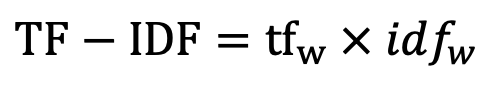 TF − IDF = tf_w × idf_w